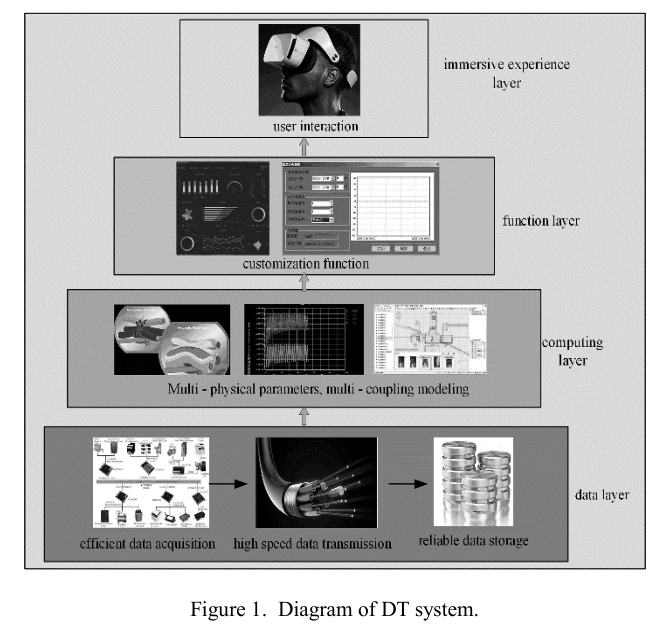 immersive experience
layer
user interaction
function layer
customization function
computing
layer
Multi - physical parameters, multi - coupling modeling
data layer
efficient data acquisition
high speed data transmission
reliable data storage
Figure 1. Diagram of DT system.